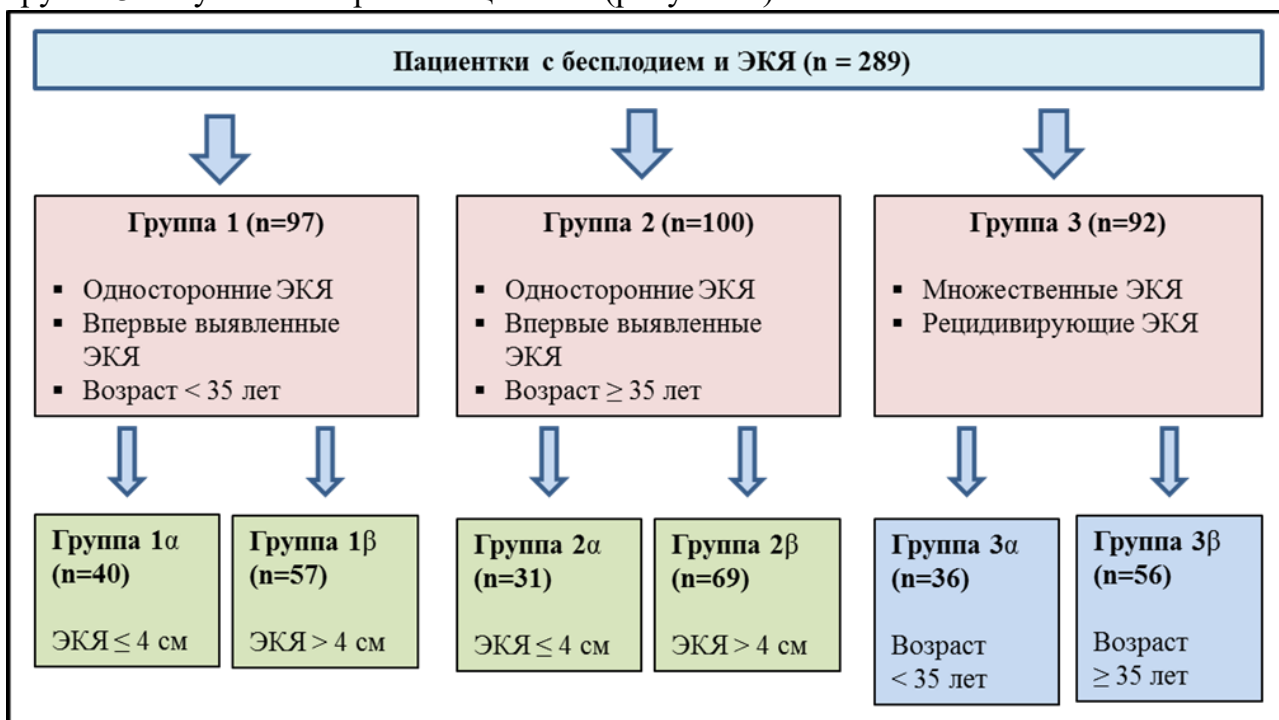 Пациентки с бесплодием и ЭКЯ (n = 289)
Группа 1 (n=97)
▪ Односторонние ЭКЯ
▪ Впервые выявленные
ЭКЯ
▪ Возраст < 35 лет
Группа 2 (n=100)
▪ Односторонние ЭКЯ
▪ Впервые выявленные
ЭКЯ
▪ Возраст ≥ 35 лет
Группа 3 (n=92)
▪ Множественные ЭКЯ
▪ Рецидивирующие ЭКЯ
Группа 1α
(n=40)
ЭКЯ ≤ 4 см
Группа 1β
(n=57)
ЭКЯ > 4 см
Группа 2α
(n=31)
ЭКЯ ≤ 4 см
Группа 2β
(n=69)
ЭКЯ > 4 см
Группа 3α
(n=36)
Возраст
< 35 лет
Группа 3β
(n=56)
Возраст
≥ 35 лет